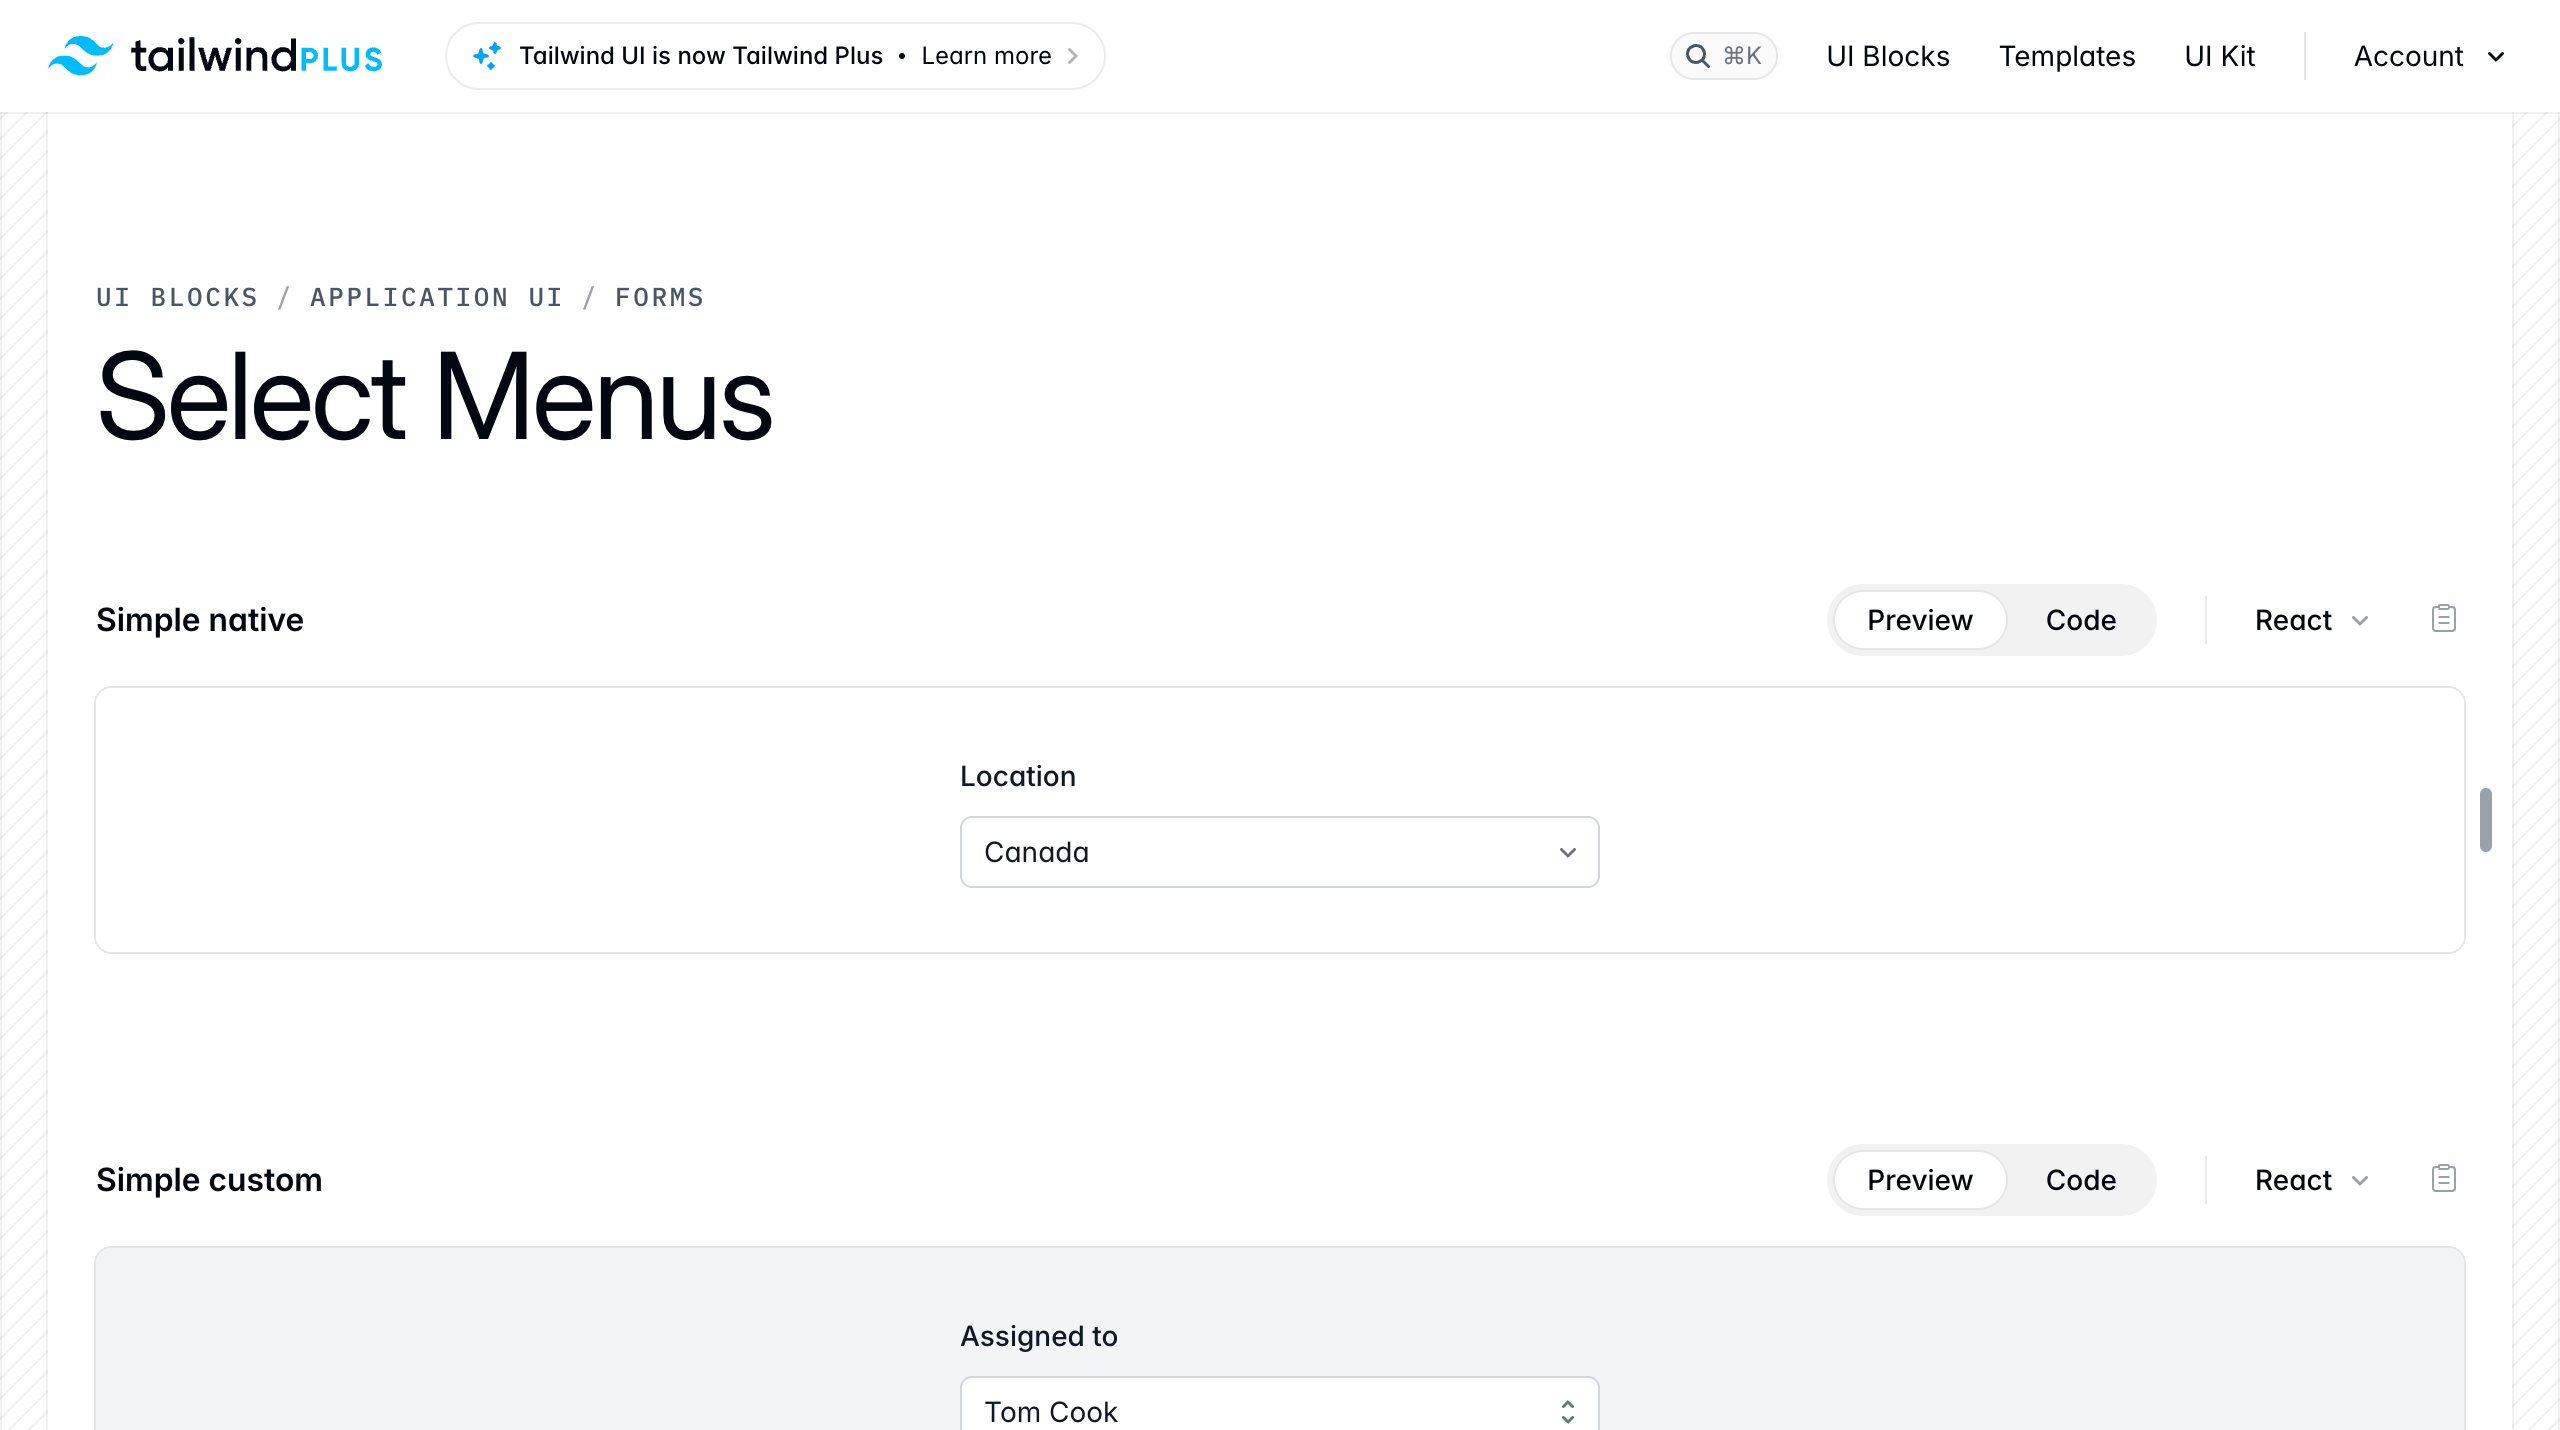 tailwindPLUS
Tailwind UI is now Tailwind Plus • Learn more
⌘K
UI Blocks
Templates
UI Kit
Account
UI BLOCKS / APPLICATION UI / FORMS
Select Menus
Simple native
Preview
Code
React
Location
Canada
Simple custom
Preview
Code
React
Assigned to
Tom Cook